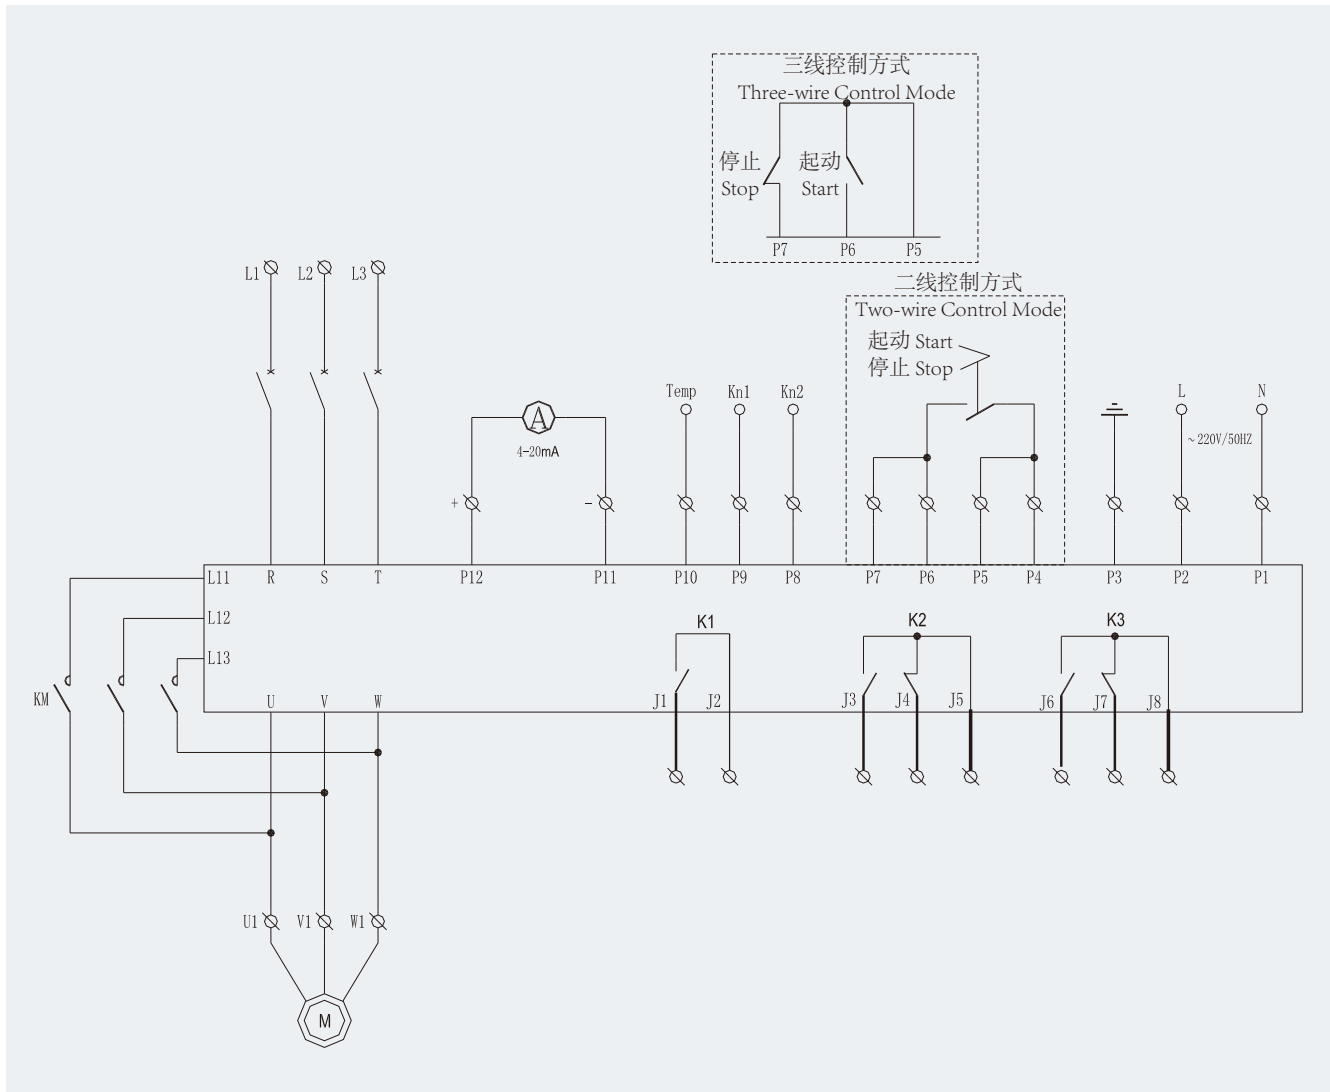 三线控制方式
Three-wire Control Mode
停止
Stop
起动
Start
P7 P6 P5
二线控制方式
Two-wire Control Mode
起动 Start
停止 Stop
L1 L2 L3
Temp Kn1 Kn2
L N
~220V/50HZ
A
4-20mA
+ −
L11 R S T P12 P11 P10 P9 P8 P7 P6 P5 P4 P3 P2 P1
L12
L13
K1 K2 K3
KM
U V W J1 J2 J3 J4 J5 J6 J7 J8
U1 V1 W1
M